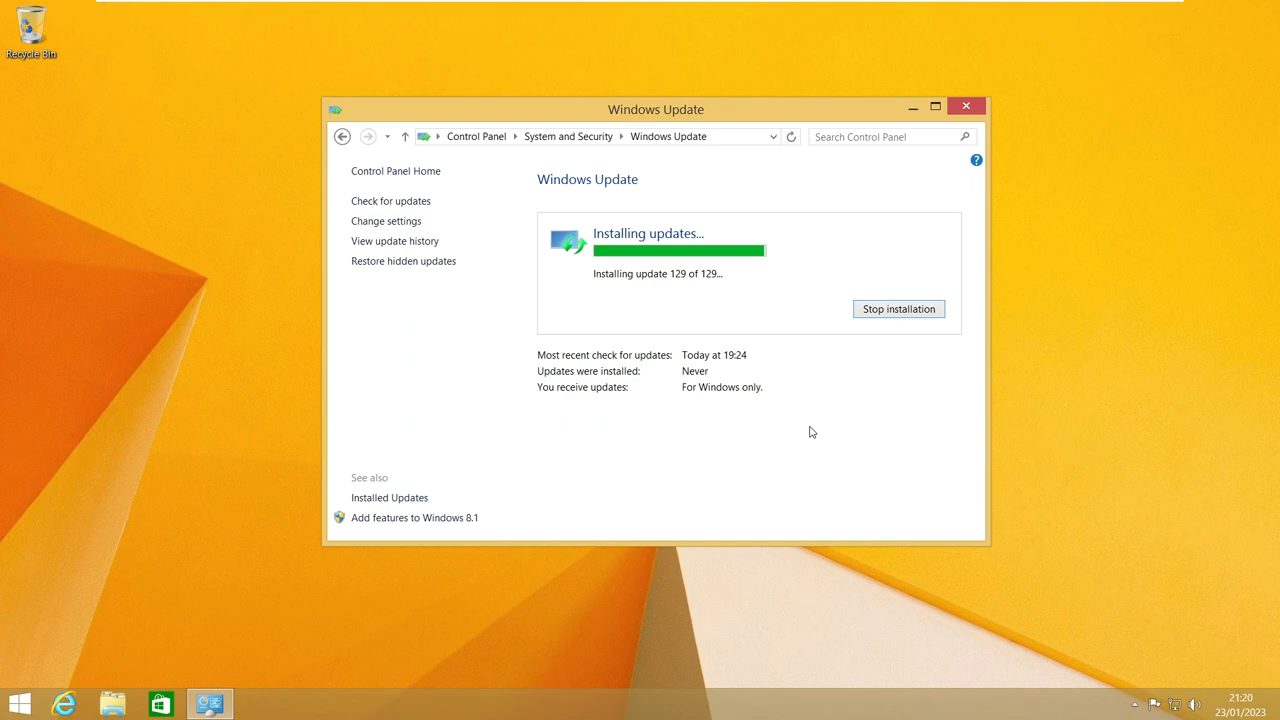 Recycle Bin
Windows Update
Control Panel System and Security Windows Update
Search Control Panel
?
Control Panel Home
Check for updates
Change settings
View update history
Restore hidden updates
See also
Installed Updates
Add features to Windows 8.1
Windows Update
Installing updates...
Installing update 129 of 129...
Stop installation
Most recent check for updates: Today at 19:24
Updates were installed: Never
You receive updates: For Windows only.
21:20
23/01/2023